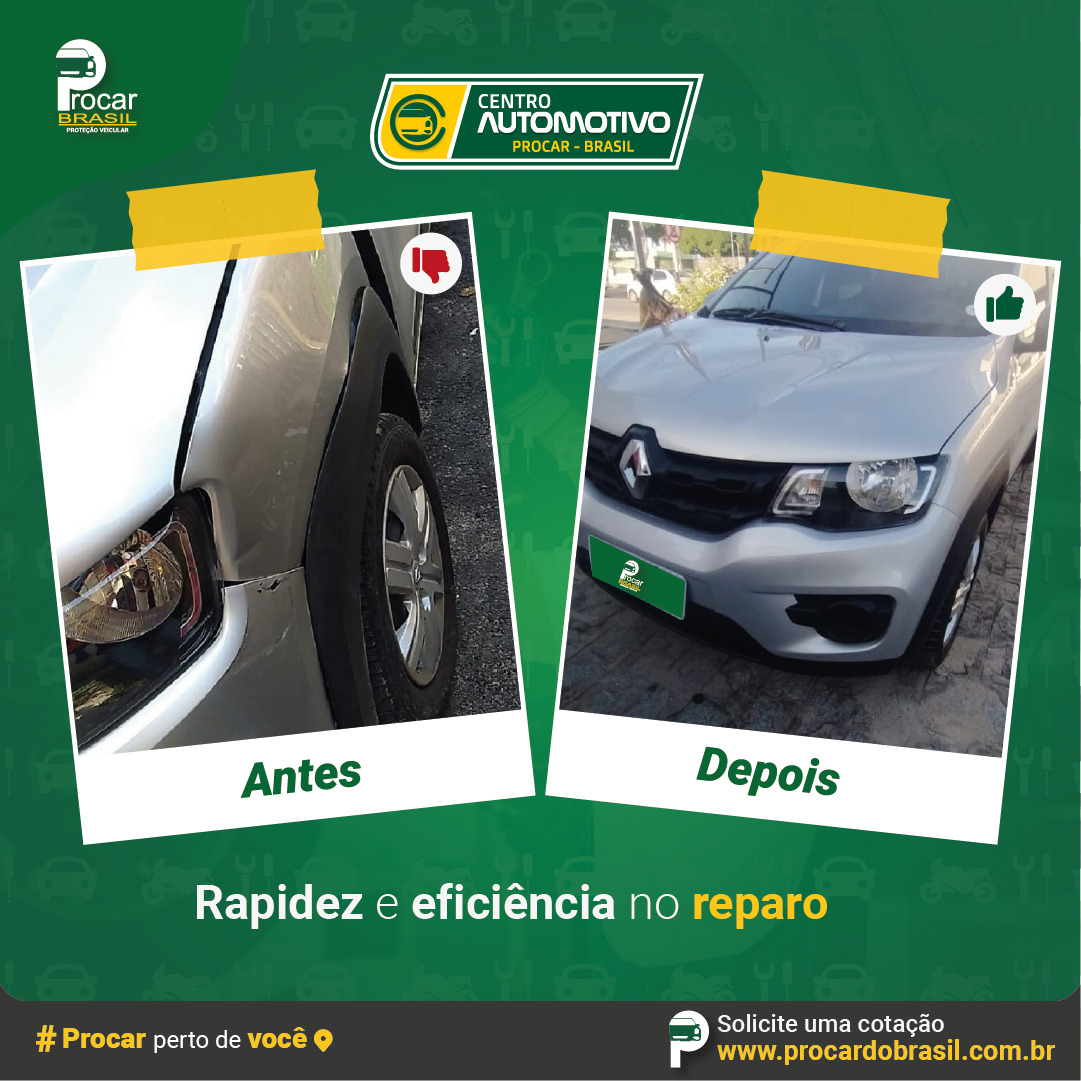 Procar
BRASIL
PROTEÇÃO VEICULAR
CENTRO
AUTOMOTIVO
PROCAR - BRASIL
Procar
BRASIL
Antes
Depois
Rapidez e eficiência no reparo
# Procar perto de você
Solicite uma cotação
www.procardobrasil.com.br